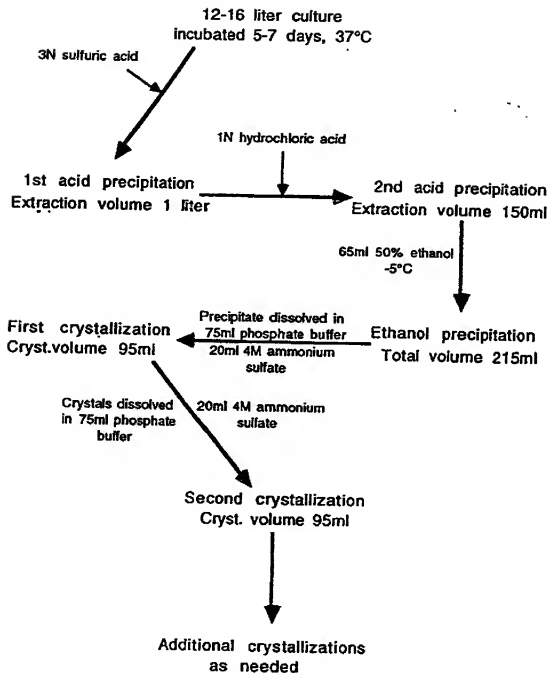 12-16 liter culture
incubated 5-7 days, 37°C
3N sulfuric acid
1N hydrochloric acid
1st acid precipitation
Extraction volume 1 liter
2nd acid precipitation
Extraction volume 150ml
65ml 50% ethanol
-5°C
Precipitate dissolved in
75ml phosphate buffer
20ml 4M ammonium
sulfate
First crystallization
Cryst.volume 95ml
Ethanol precipitation
Total volume 215ml
Crystals dissolved
in 75ml phosphate
buffer
20ml 4M ammonium
sulfate
Second crystallization
Cryst. volume 95ml
Additional crystallizations
as needed